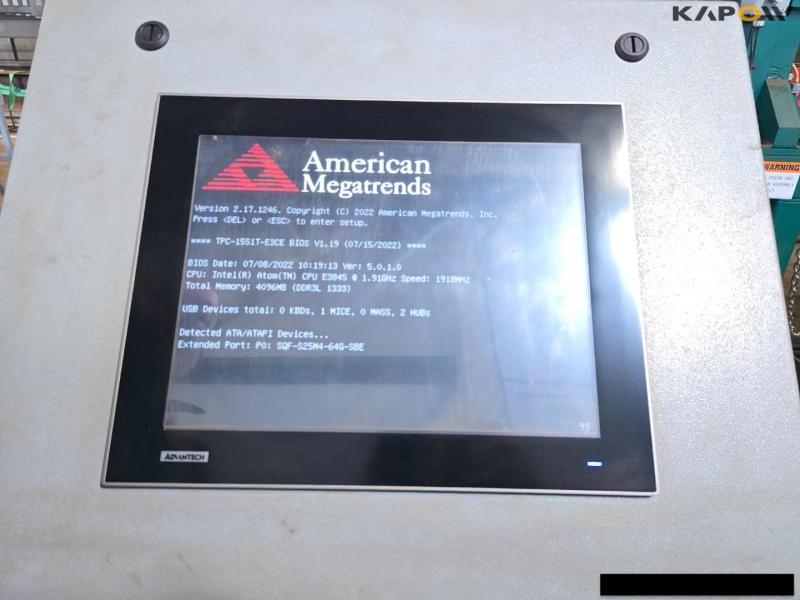 KAPOW
American
Megatrends
Version 2.17.1246. Copyright (C) 2022 American Megatrends, Inc.
Press <DEL> or <ESC> to enter setup.
**** TPC-1551T-E3CE BIOS V1.19 (07/15/2022) ****
BIOS Date: 07/08/2022 10:19:13 Ver: 5.0.1.0
CPU: Intel(R) Atom(TM) CPU E3845 @ 1.91GHz Speed: 1918MHz
Total Memory: 4096MB (DDR3L 1333)
USB Devices total: 0 KBDs, 1 MICE, 0 MASS, 2 HUBs
Detected ATA/ATAPI Devices...
Extended Port: P0: SQF-S25M4-64G-SBE
99
ADVANTECH
WARNING